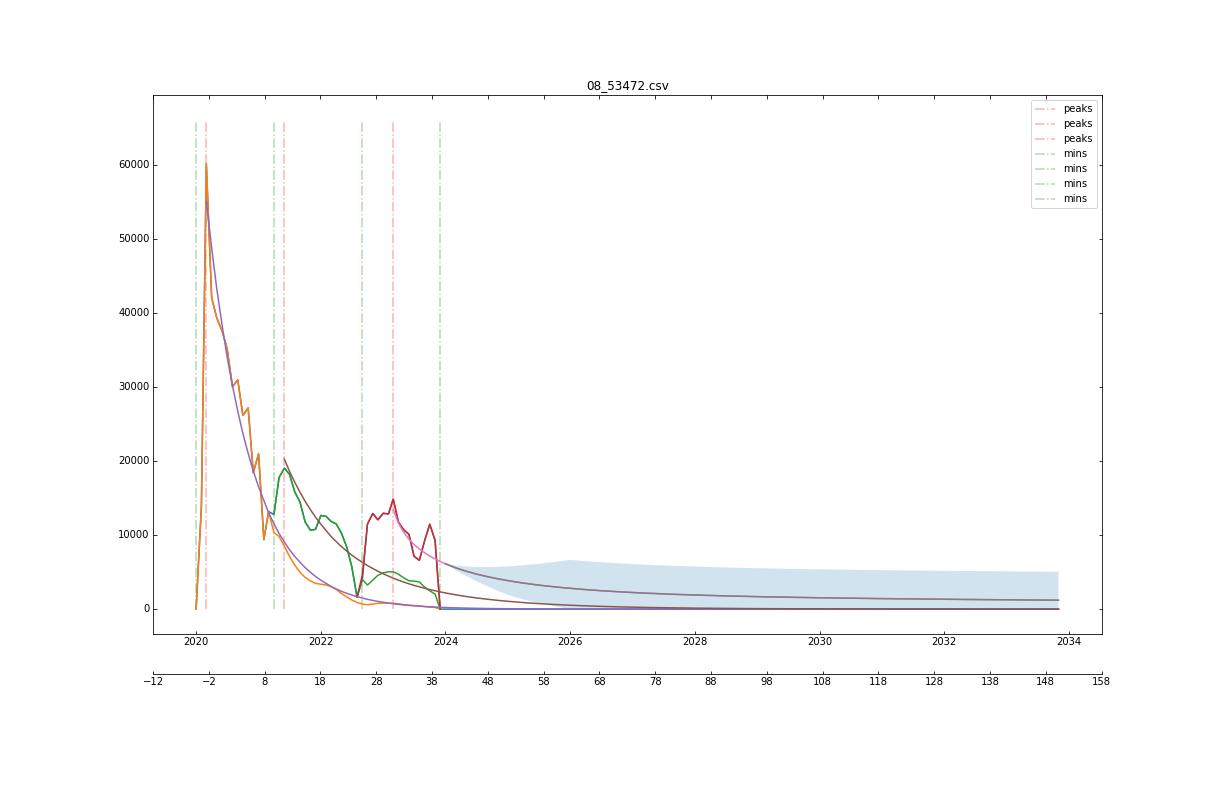 08_53472.csv
peaks
peaks
peaks
mins
mins
mins
mins
60000
50000
40000
30000
20000
10000
0
2020 2022 2024 2026 2028 2030 2032 2034
−12 −2 8 18 28 38 48 58 68 78 88 98 108 118 128 138 148 158